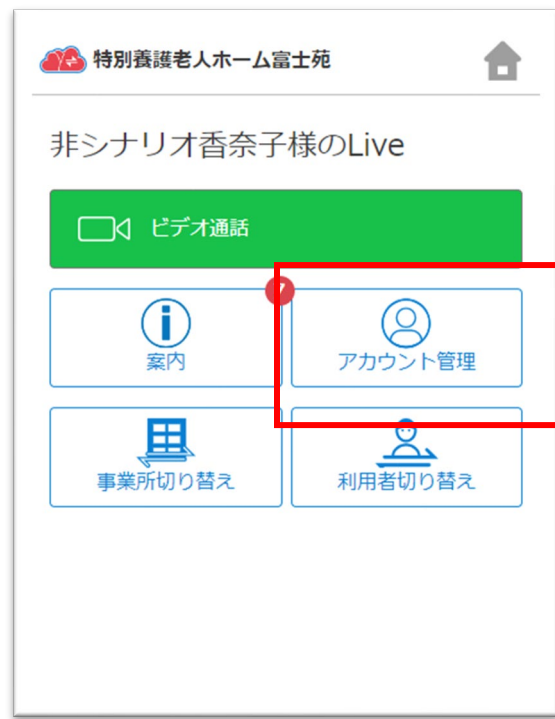 特別養護老人ホーム富士苑
非シナリオ香奈子様のLive
ビデオ通話
案内
アカウント管理
事業所切り替え
利用者切り替え